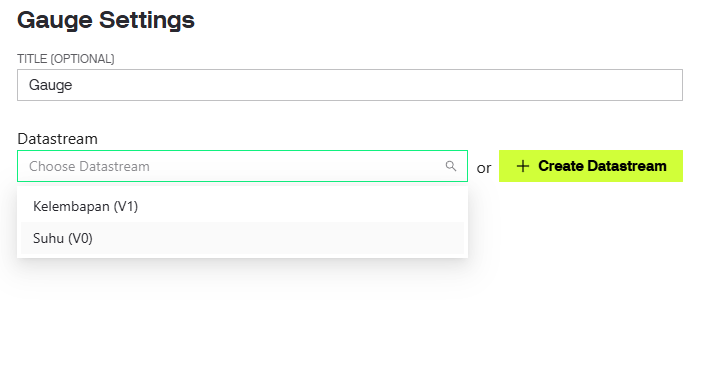 Gauge Settings
TITLE (OPTIONAL)
Gauge
Datastream
Choose Datastream
or
+ Create Datastream
Kelembapan (V1)
Suhu (V0)